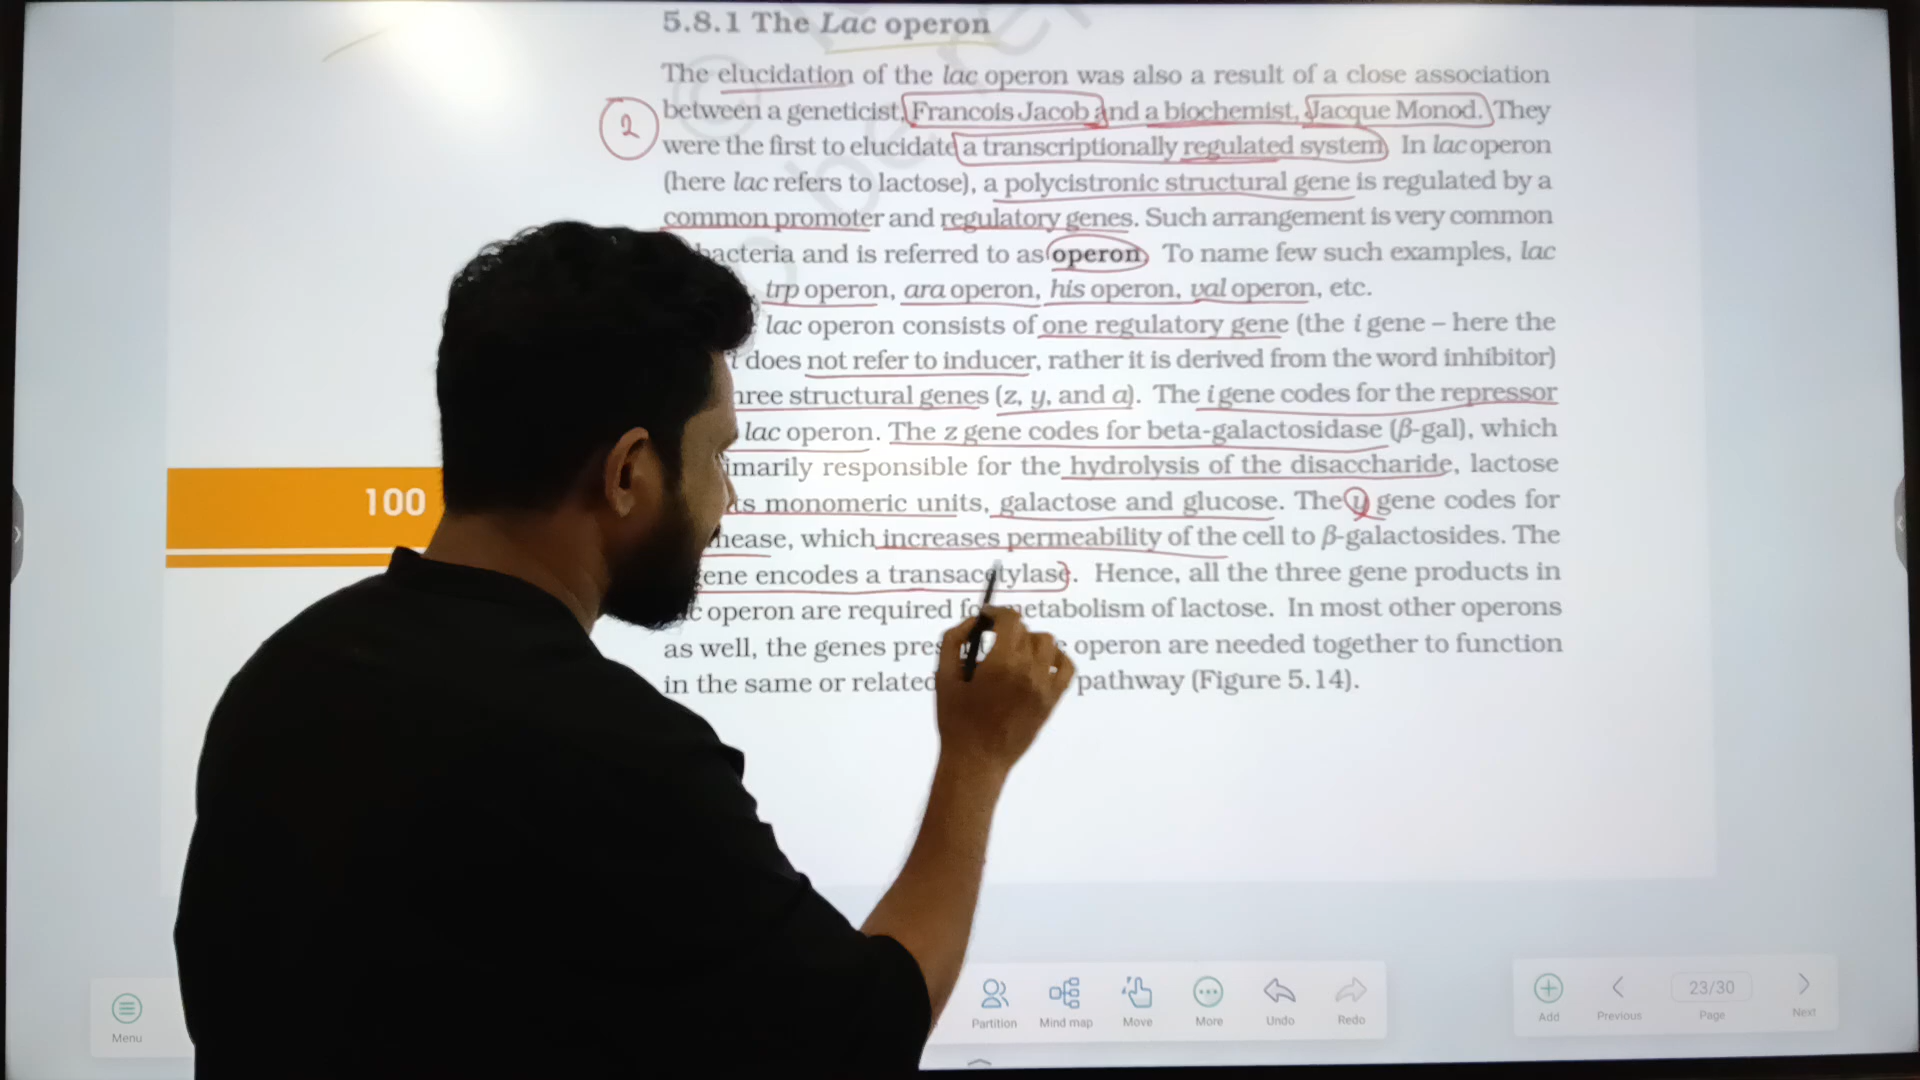 5.8.1 The Lac operon
The elucidation of the lac operon was also a result of a close association
between a geneticist, Francois Jacob and a biochemist, Jacque Monod. They
2
were the first to elucidate a transcriptionally regulated system. In lac operon
(here lac refers to lactose), a polycistronic structural gene is regulated by a
common promoter and regulatory genes. Such arrangement is very common
bacteria and is referred to as operon. To name few such examples, lac
trp operon, ara operon, his operon, val operon, etc.
lac operon consists of one regulatory gene (the i gene – here the
i does not refer to inducer, rather it is derived from the word inhibitor)
hree structural genes (z, y, and a). The i gene codes for the repressor
lac operon. The z gene codes for beta-galactosidase (β-gal), which
imarily responsible for the hydrolysis of the disaccharide, lactose
ts monomeric units, galactose and glucose. The y gene codes for
100
mease, which increases permeability of the cell to β-galactosides. The
gene encodes a transacetylase. Hence, all the three gene products in
c operon are required for metabolism of lactose. In most other operons
as well, the genes pres operon are needed together to function
in the same or related pathway (Figure 5.14).
Menu
Partition Mind map Move More Undo Redo
Add Previous 23/30 Page Next